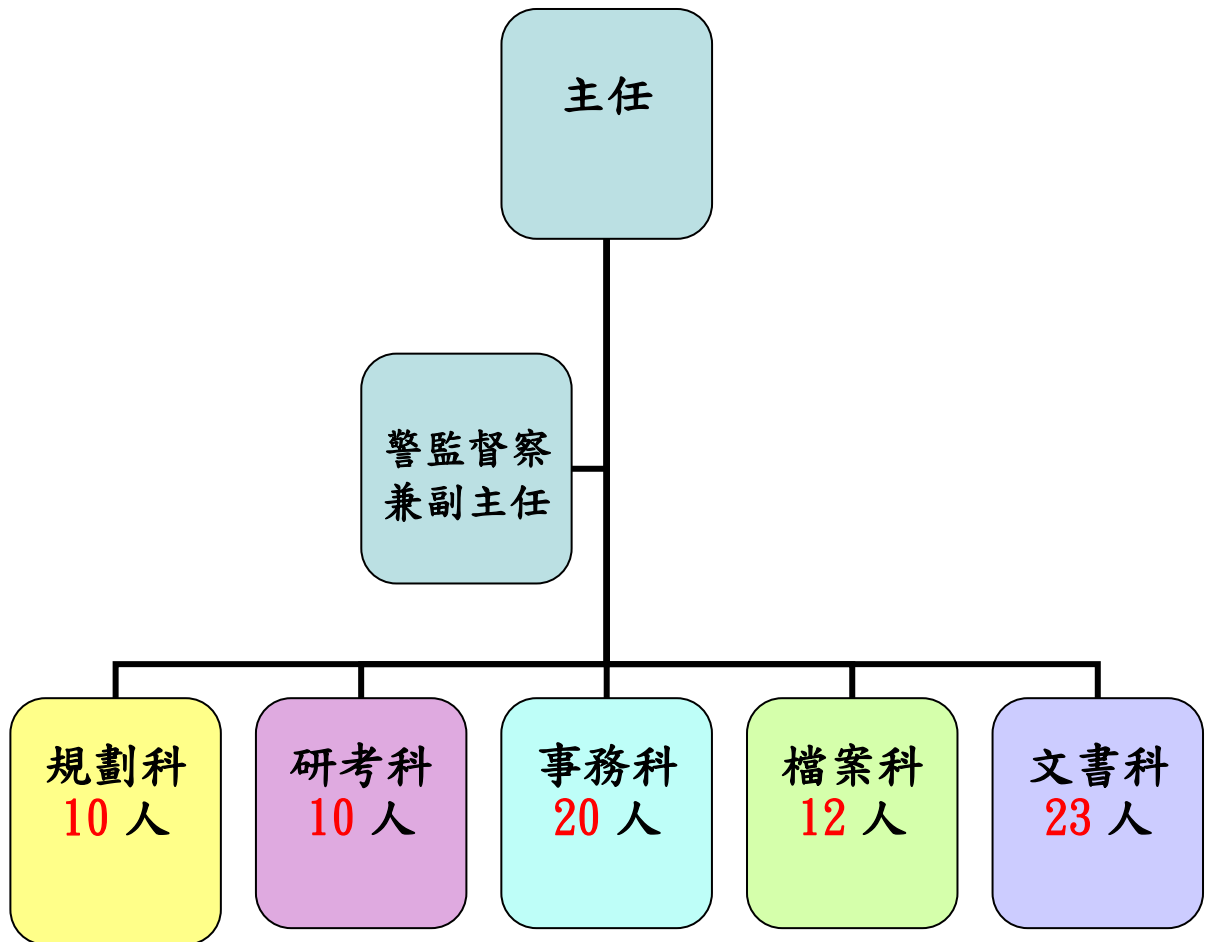 主任
警監督察
兼副主任
規劃科
10 人
研考科
10 人
事務科
20 人
檔案科
12 人
文書科
23 人